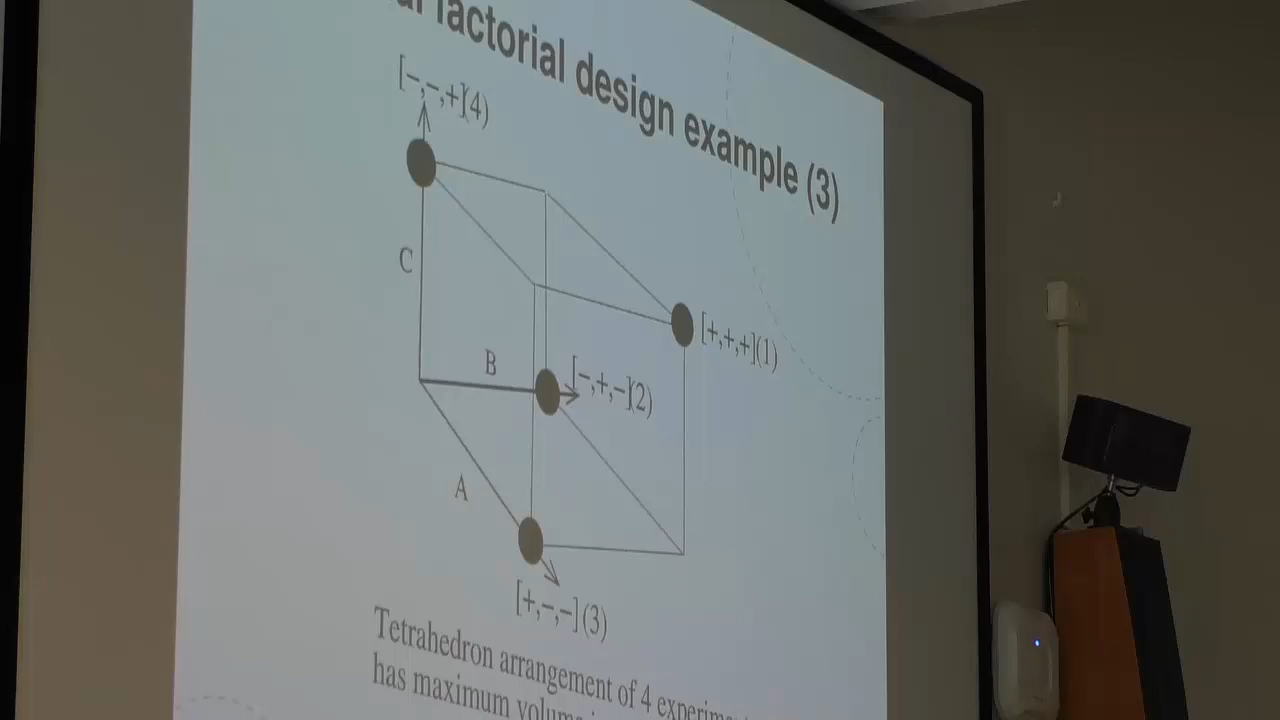 factorial design example (3)
[−,−,+](4)
C
[+,+,+](1)
B
[−,+,−](2)
A
[+,−,−] (3)
Tetrahedron arrangement of 4
has maximum